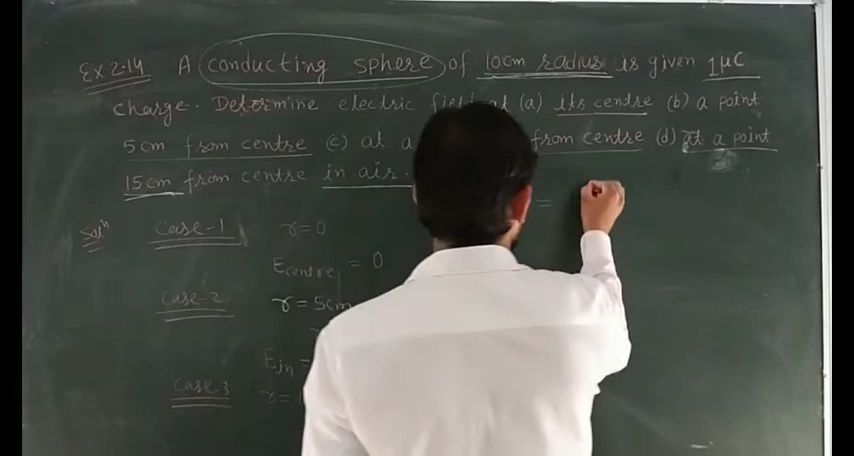 Ex 2.14 A conducting sphere of 10cm radius is given 1μC
charge. Determine electric field at (a) its centre (b) a point
5cm from centre (c) at a from centre (d) at a point
15cm from centre in air.
Solⁿ Case-1 r=0
E centre = 0
=
Case-2 r=5cm
E in =
Case-3 r=